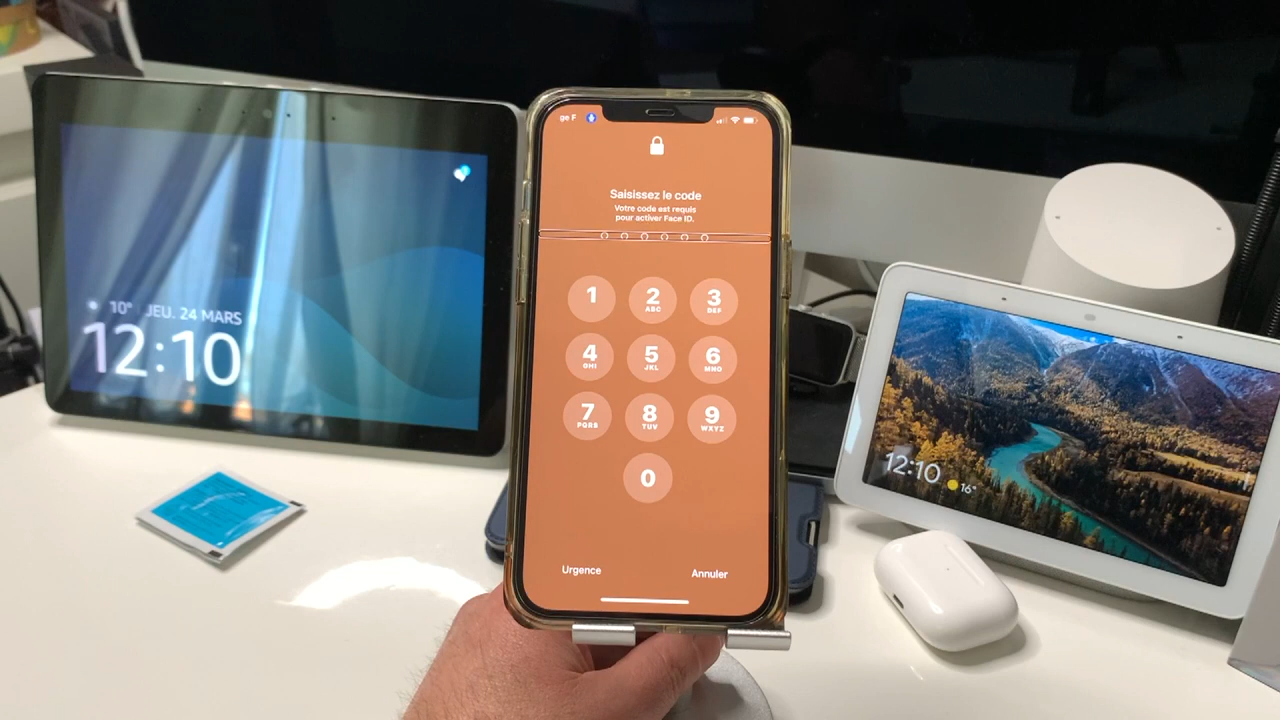 10° JEU. 24 MARS
12:10
ge F
Saisissez le code
Votre code est requis
pour activer Face ID.
1
2
ABC
3
DEF
4
GHI
5
JKL
6
MNO
7
PQRS
8
TUV
9
WXYZ
0
Urgence
Annuler
12:10
16°